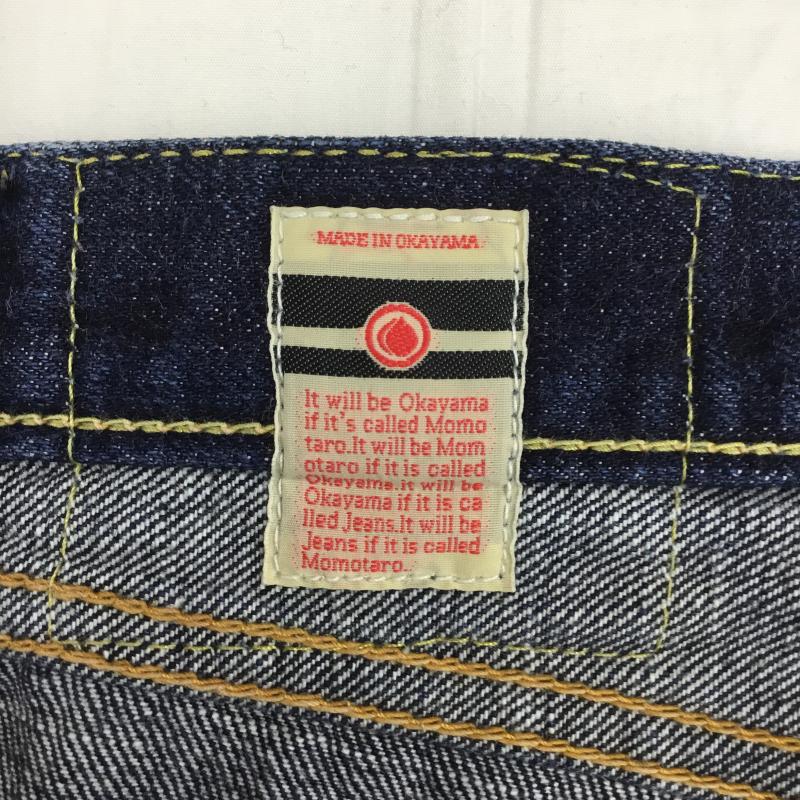 MADE IN OKAYAMA
It will be Okayama
if it's called Momo
taro.It will be Mom
otaro if it is called
Okayama.It will be
Okayama if it is ca
lled Jeans.It will be
Jeans if it is called
Momotaro.